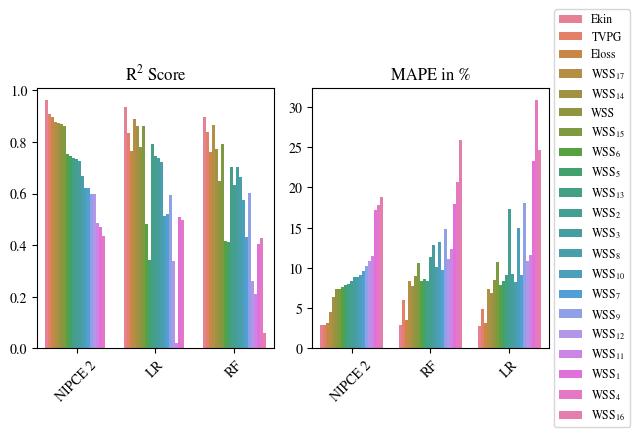 R² Score
1.0
0.8
0.6
0.4
0.2
0.0
NIPCE 2
LR
RF
MAPE in %
30
25
20
15
10
5
0
NIPCE 2
RF
LR
Ekin
TVPG
Eloss
WSS₁₇
WSS₁₄
WSS
WSS₁₅
WSS₆
WSS₅
WSS₁₃
WSS₂
WSS₃
WSS₈
WSS₁₀
WSS₇
WSS₉
WSS₁₂
WSS₁₁
WSS₁
WSS₄
WSS₁₆